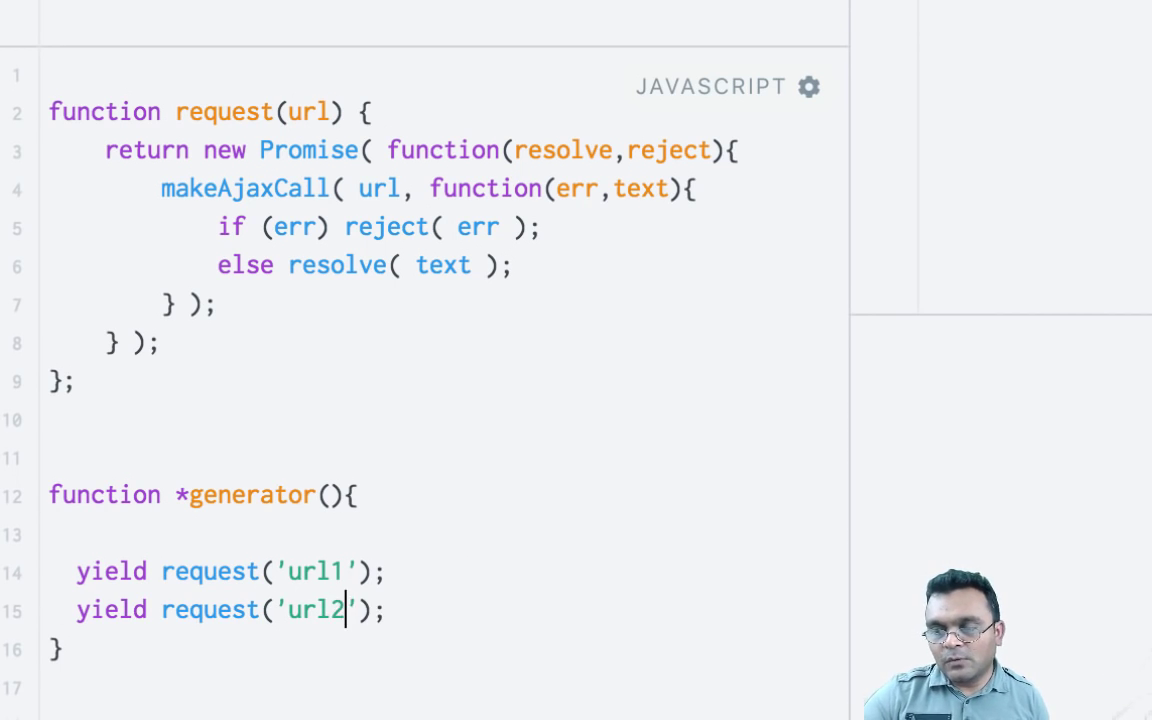 JAVASCRIPT
1
2 function request(url) {
3 return new Promise( function(resolve,reject){
4 makeAjaxCall( url, function(err,text){
5 if (err) reject( err );
6 else resolve( text );
7 } );
8 } );
9 };
10
11
12 function *generator(){
13
14 yield request('url1');
15 yield request('url2');
16 }
17